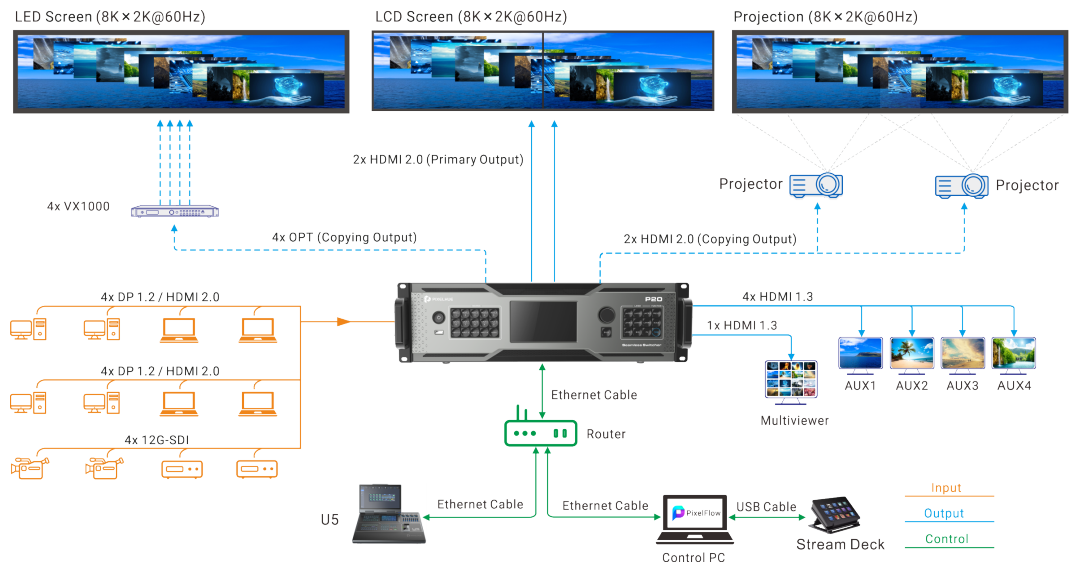 LED Screen (8K×2K@60Hz)
LCD Screen (8K×2K@60Hz)
Projection (8K×2K@60Hz)
2x HDMI 2.0 (Primary Output)
Projector
Projector
4x VX1000
4x OPT (Copying Output)
2x HDMI 2.0 (Copying Output)
4x DP 1.2 / HDMI 2.0
P20
Seamless Switcher
4x HDMI 1.3
1x HDMI 1.3
4x DP 1.2 / HDMI 2.0
AUX1
AUX2
AUX3
AUX4
Ethernet Cable
Multiviewer
4x 12G-SDI
Router
Ethernet Cable
Ethernet Cable
PixelFlow
USB Cable
U5
Control PC
Stream Deck
Input
Output
Control